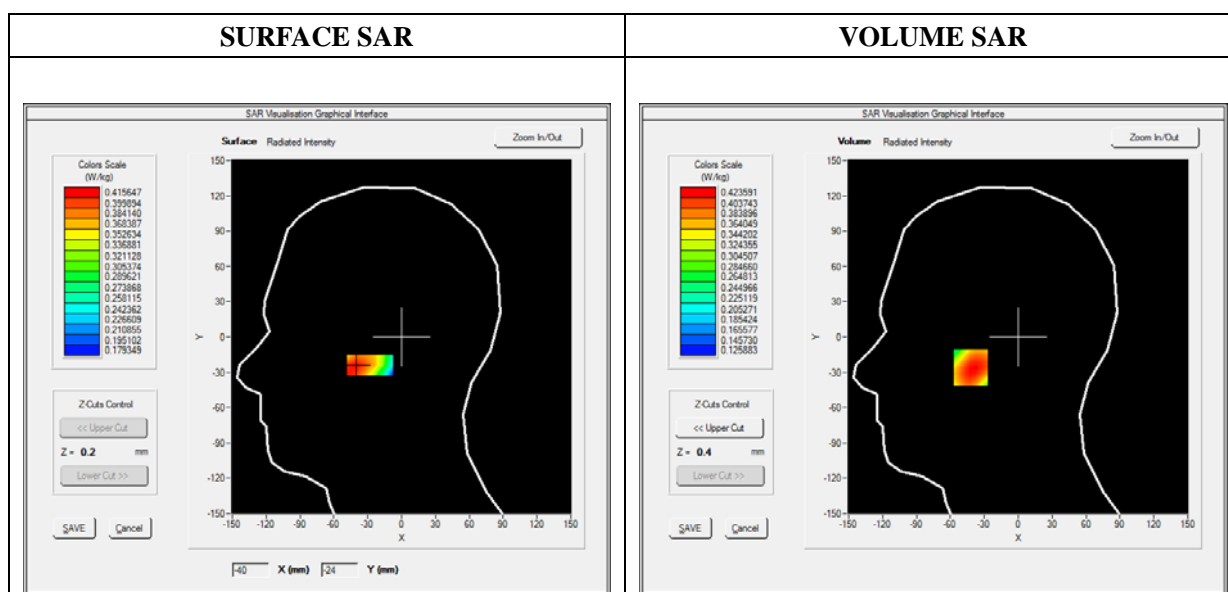 SURFACE SAR
VOLUME SAR
SAR Visualisation Graphical Interface
Surface Radiated Intensity
Zoom In/Out
Colors Scale
(W/kg)
0.415647
0.399894
0.384140
0.368387
0.352634
0.336881
0.321128
0.305374
0.289621
0.273868
0.258115
0.242362
0.226609
0.210855
0.195102
0.179349
Z-Cuts Control
<< Upper Cut
Z = 0.2 mm
Lower Cut >>
SAVE Cancel
150
120
90
60
30
0
-30
-60
-90
-120
-150
Y
-150 -120 -90 -60 -30 0 30 60 90 120 150
X
-40 X (mm) -24 Y (mm)
SAR Visualisation Graphical Interface
Volume Radiated Intensity
Zoom In/Out
Colors Scale
(W/kg)
0.423591
0.403743
0.383896
0.364049
0.344202
0.324355
0.304507
0.284660
0.264813
0.244966
0.225119
0.205271
0.185424
0.165577
0.145730
0.125883
Z-Cuts Control
<< Upper Cut
Z = 0.4 mm
Lower Cut >>
SAVE Cancel
150
120
90
60
30
0
-30
-60
-90
-120
-150
Y
-150 -120 -90 -60 -30 0 30 60 90 120 150
X